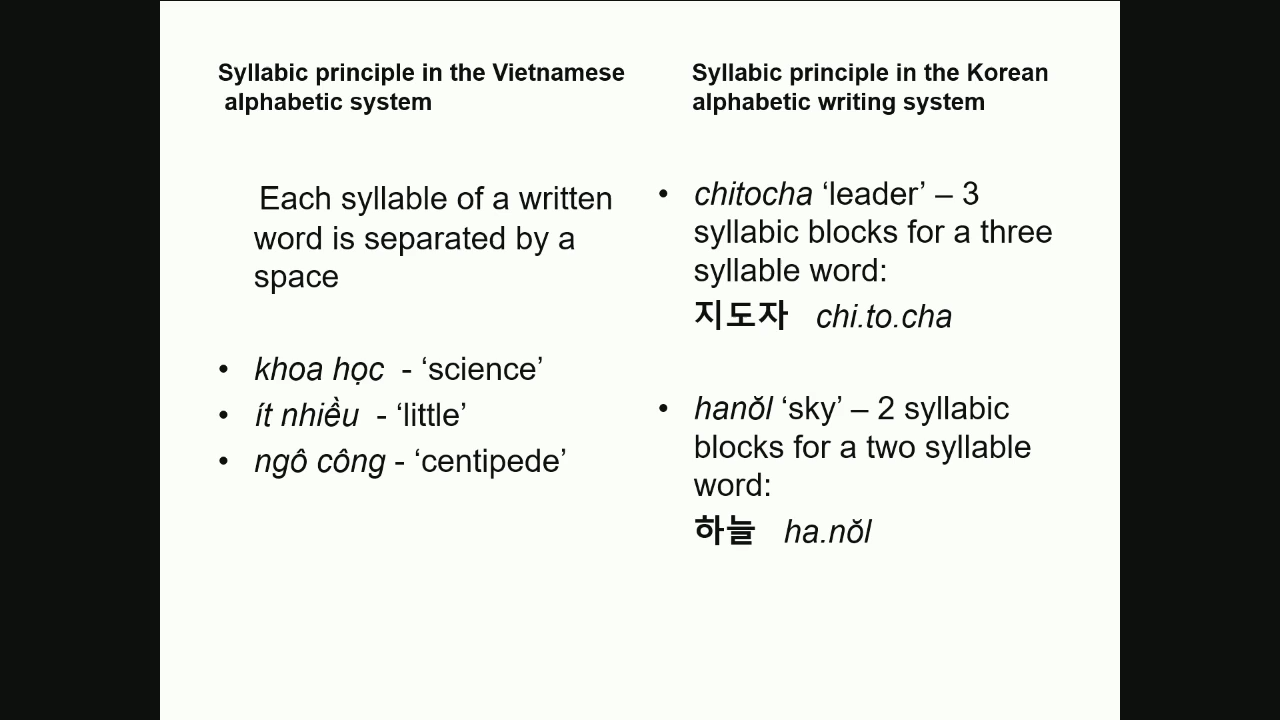 Syllabic principle in the Vietnamese
alphabetic system
Each syllable of a written
word is separated by a
space
• khoa học - ‘science’
• ít nhiều - ‘little’
• ngô công - ‘centipede’
Syllabic principle in the Korean
alphabetic writing system
• chitocha ‘leader’ – 3
syllabic blocks for a three
syllable word:
지도자 chi.to.cha
• hanŏl ‘sky’ – 2 syllabic
blocks for a two syllable
word:
하늘 ha.nŏl